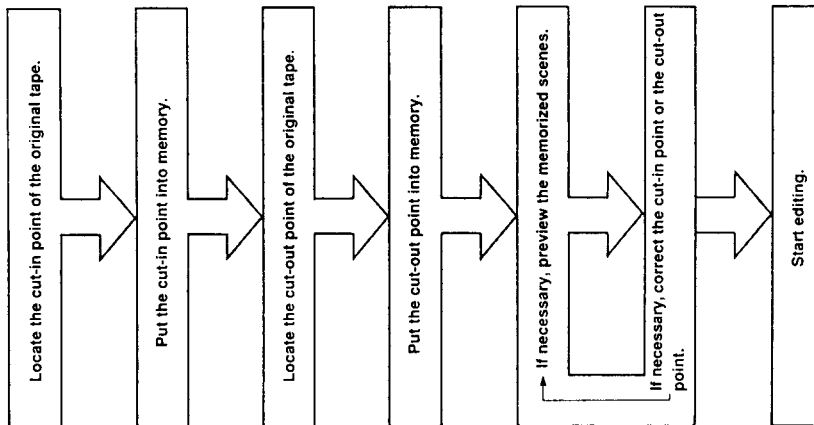 Locate the cut-in point of the original tape.
Put the cut-in point into memory.
Locate the cut-out point of the original tape.
Put the cut-out point into memory.
If necessary, preview the memorized scenes.
If necessary, correct the cut-in point or the cut-out
point.
Start editing.